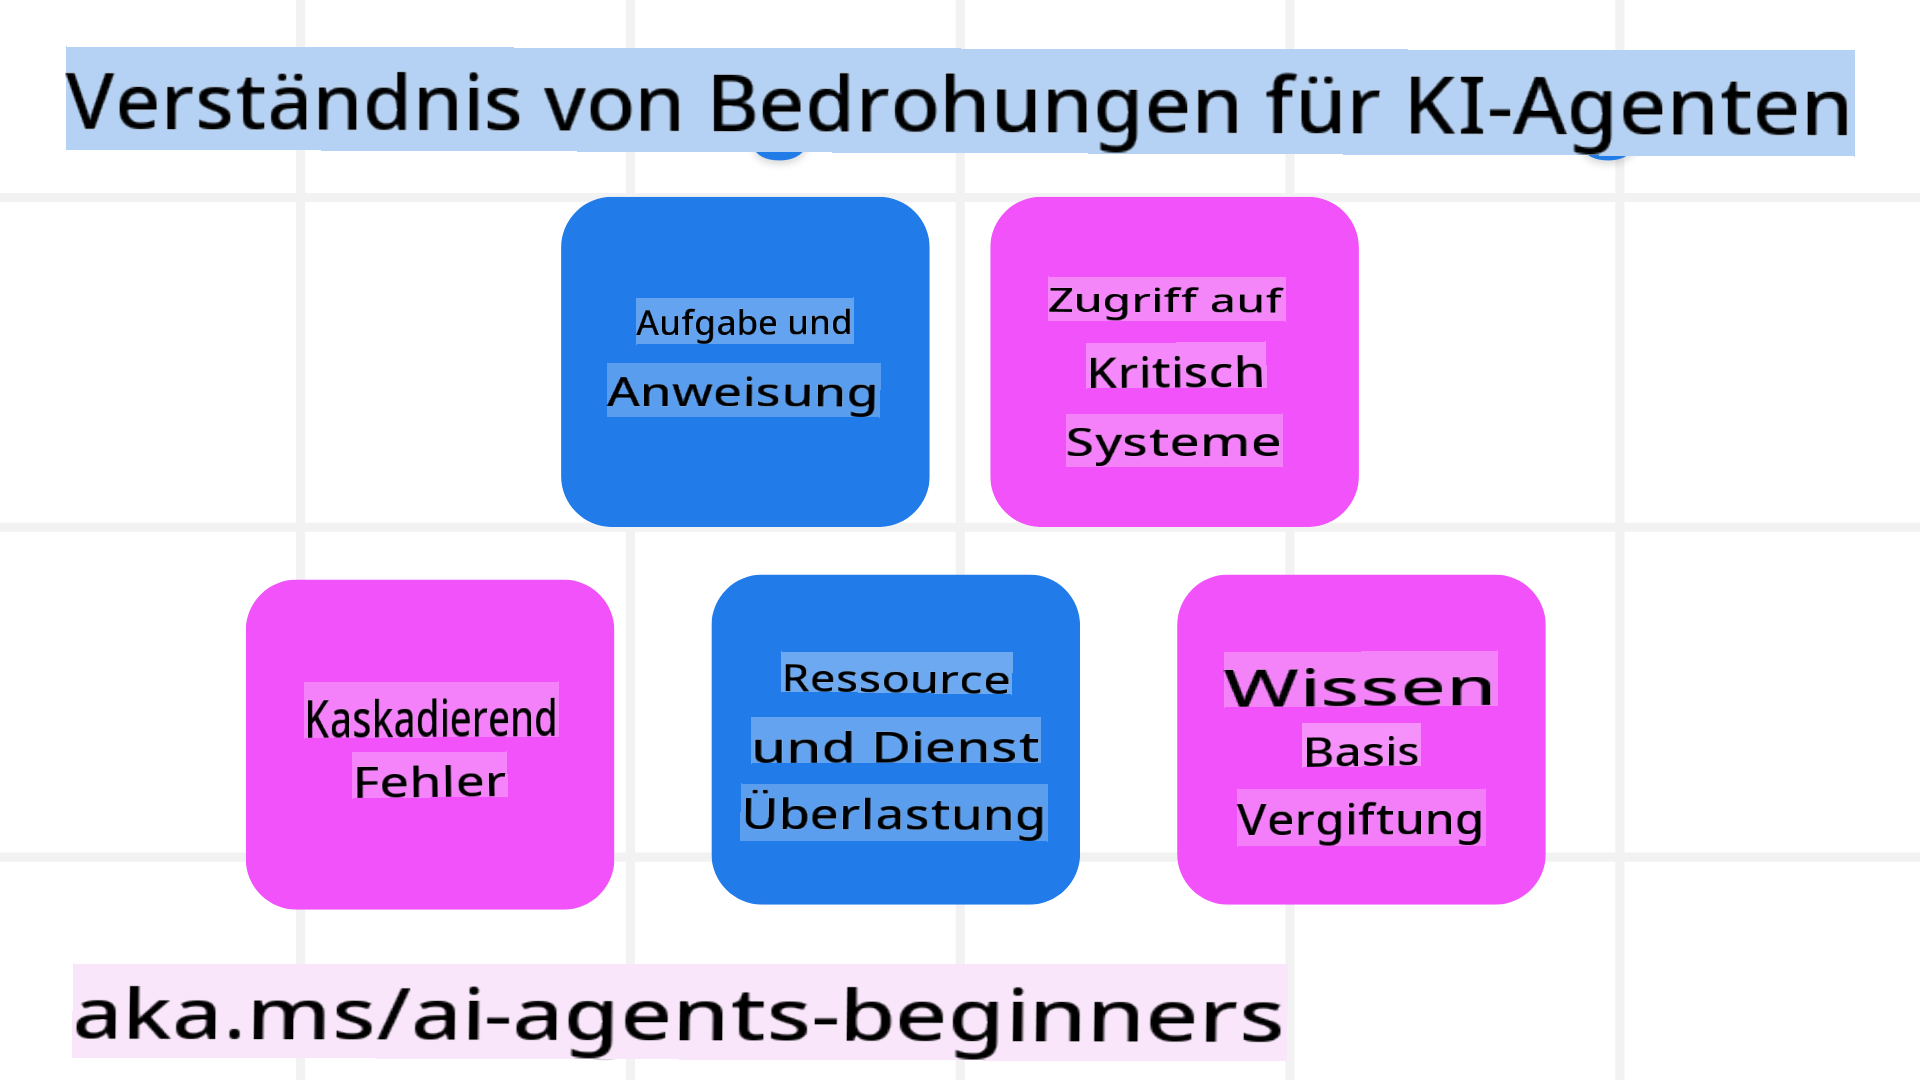 Verständnis von Bedrohungen für KI-Agenten
Aufgabe und
Anweisung
Zugriff auf
Kritisch
Systeme
Kaskadierend
Fehler
Ressource
und Dienst
Überlastung
Wissen
Basis
Vergiftung
aka.ms/ai-agents-beginners